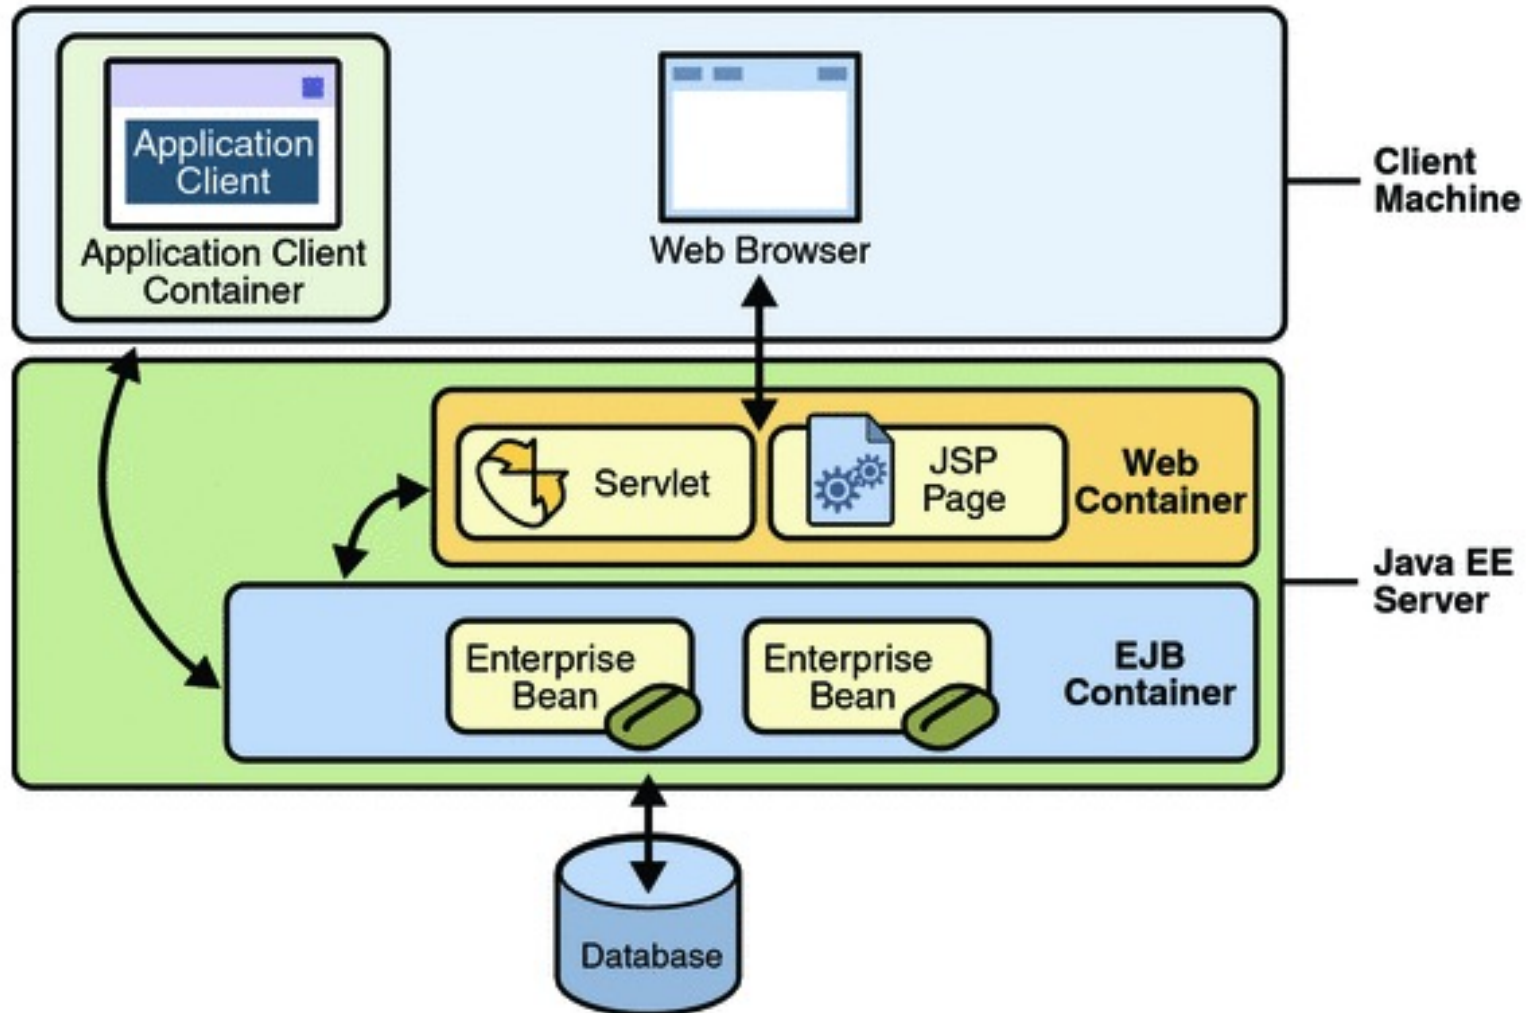 Application
Client
Application Client
Container
Web Browser
Client
Machine
Servlet
JSP
Page
Web
Container
Java EE
Server
Enterprise
Bean
Enterprise
Bean
EJB
Container
Database